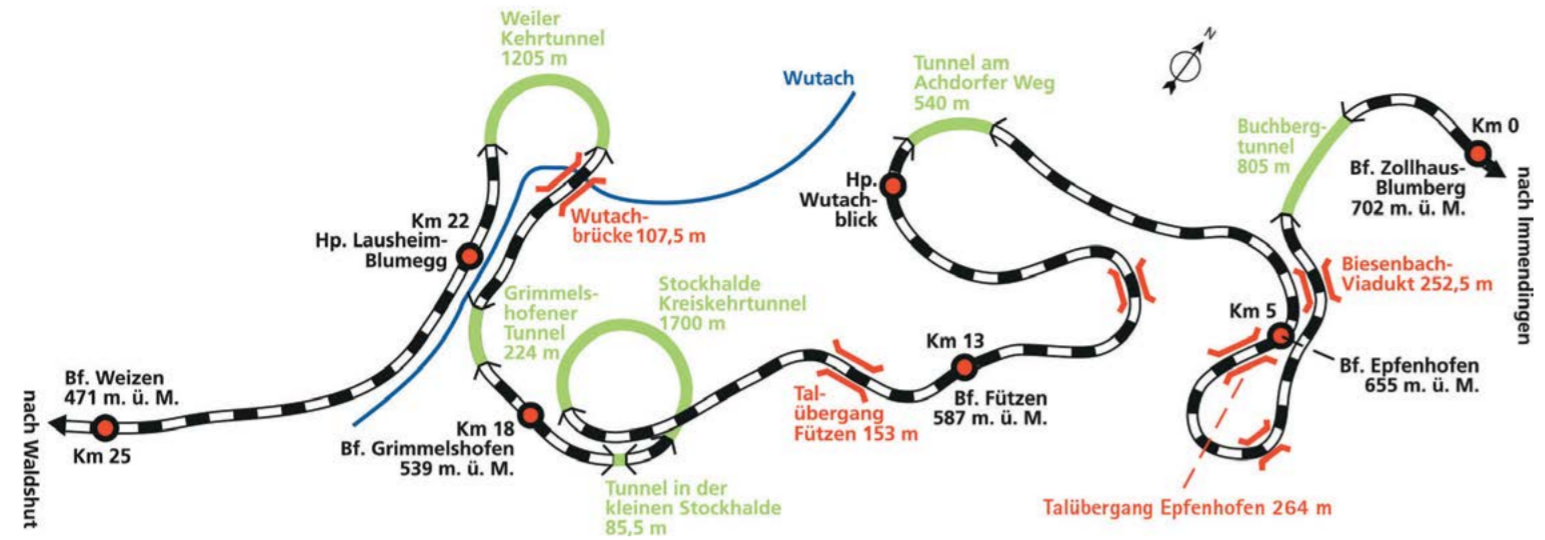 Weiler
Kehrtunnel
1205 m
Wutach
Tunnel am
Achdorfer Weg
540 m
N
Buchberg-
tunnel
805 m
Km 0
Bf. Zollhaus-
Blumberg
702 m. ü. M.
nach Immendingen
Hp.
Wutach-
blick
Km 22
Hp. Lausheim-
Blumegg
Wutach-
brücke 107,5 m
Biesenbach-
Viadukt 252,5 m
Grimmels-
hofener
Tunnel
224 m
Stockhalde
Kreiskehrtunnel
1700 m
Km 5
Bf. Epfenhofen
655 m. ü. M.
Km 13
Bf. Fützen
587 m. ü. M.
Tal-
übergang
Fützen 153 m
Bf. Weizen
471 m. ü. M.
Km 25
nach Waldshut
Km 18
Bf. Grimmelshofen
539 m. ü. M.
Tunnel in der
kleinen Stockhalde
85,5 m
Talübergang Epfenhofen 264 m